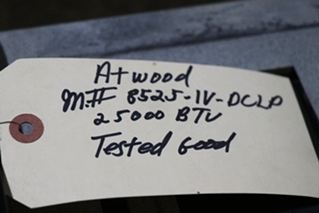 Atwood
M# 8525-IV-DCLP
25000 BTU
Tested Good